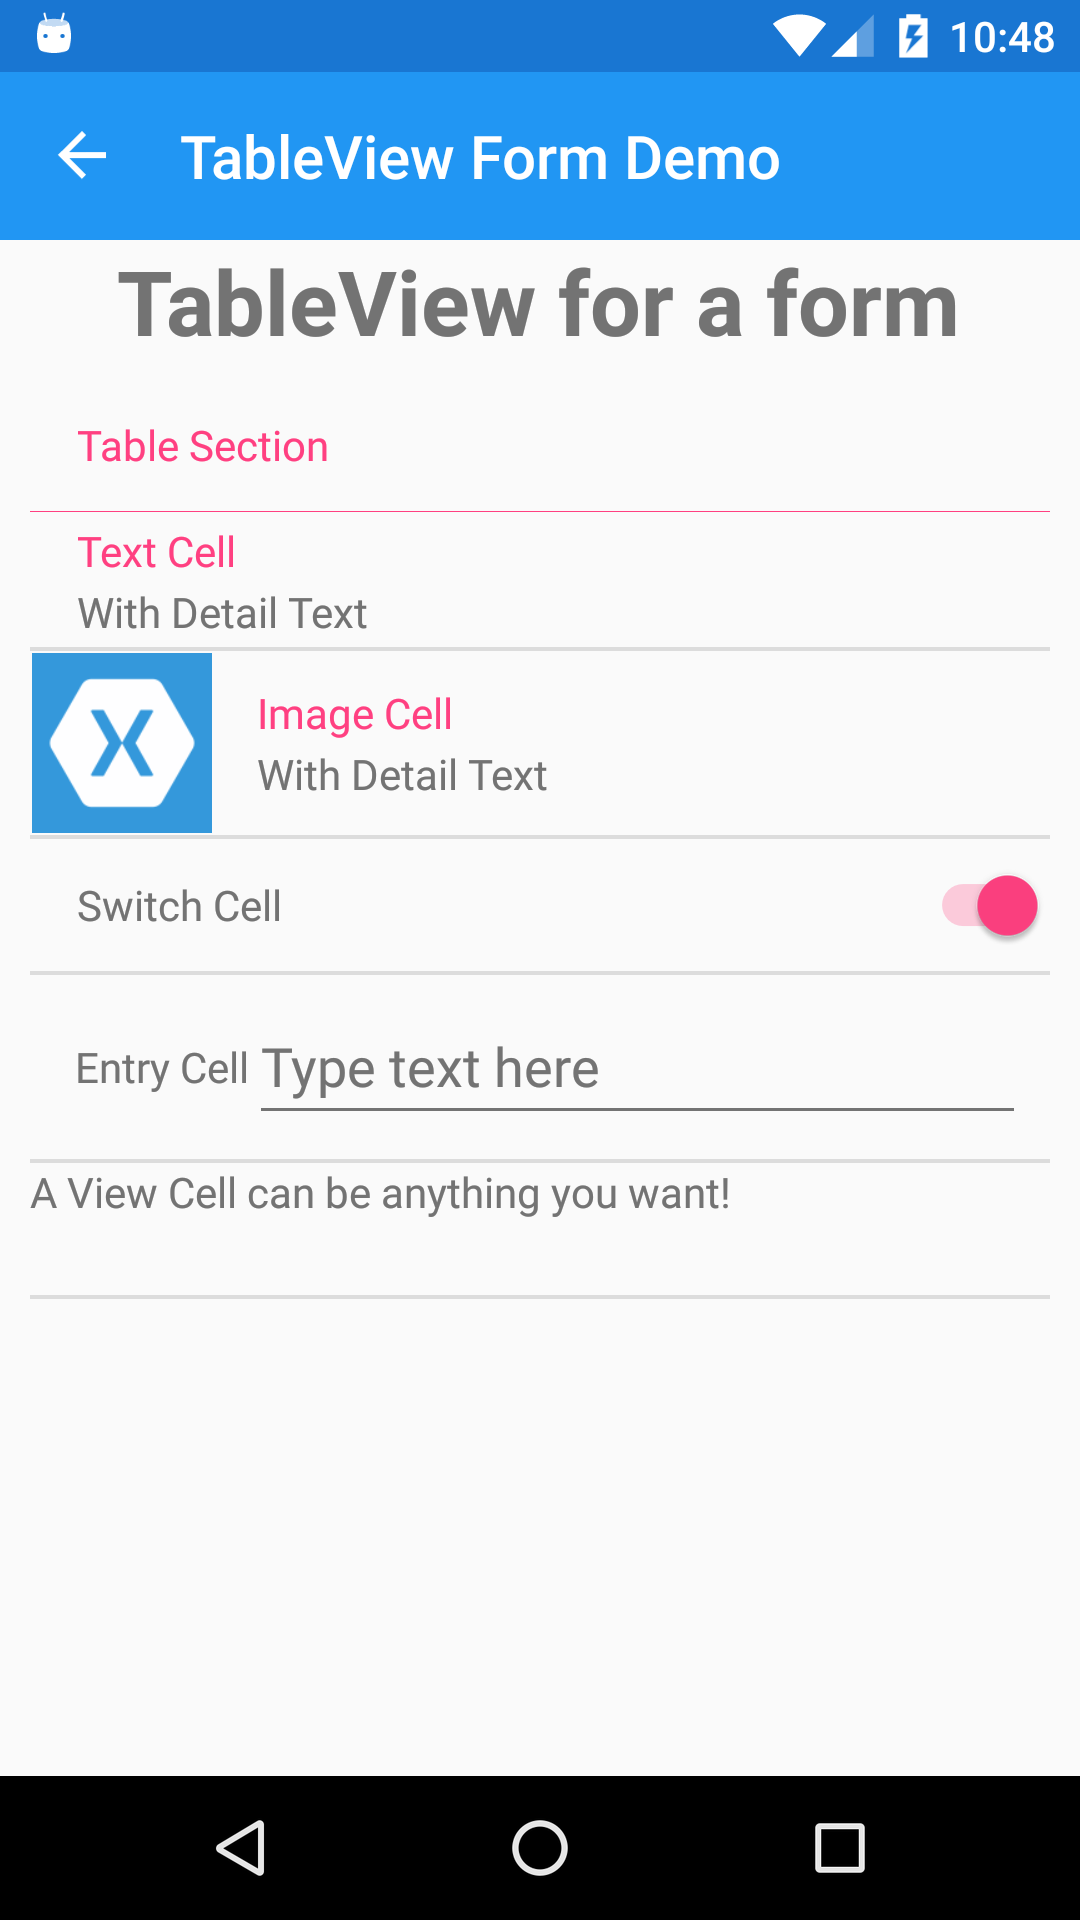 10:48
TableView Form Demo
TableView for a form
Table Section
Text Cell
With Detail Text
Image Cell
With Detail Text
Switch Cell
Entry Cell Type text here
A View Cell can be anything you want!